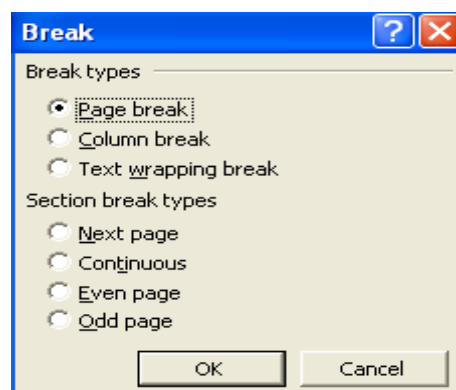 Break
Break types
Page break
Column break
Text wrapping break
Section break types
Next page
Continuous
Even page
Odd page
OK Cancel